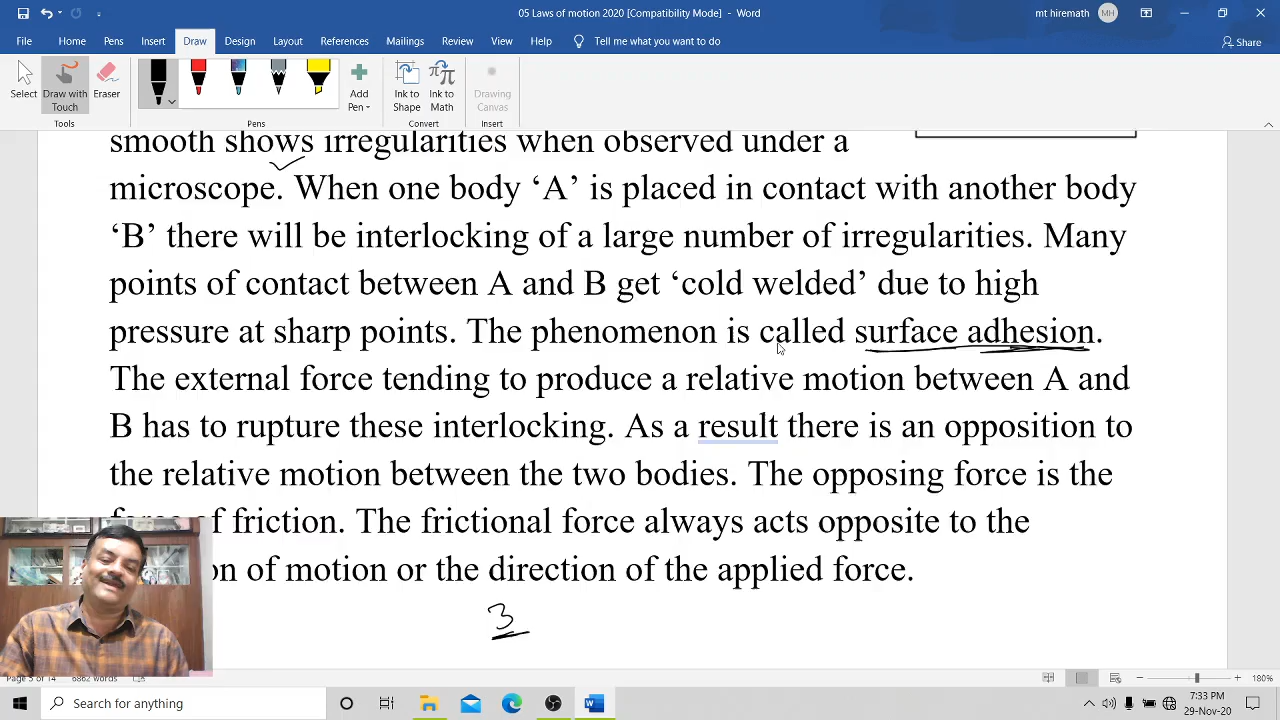 05 Laws of motion 2020 [Compatibility Mode] - Word
mt hiremath
MH
File Home Pens Insert Draw Design Layout References Mailings Review View Help Tell me what you want to do
Share
Select
Draw with Touch
Eraser
Add Pen
Ink to Shape
Ink to Math
Drawing Canvas
Tools
Pens
Convert
Insert
smooth shows irregularities when observed under a
microscope. When one body ‘A’ is placed in contact with another body
‘B’ there will be interlocking of a large number of irregularities. Many
points of contact between A and B get ‘cold welded’ due to high
pressure at sharp points. The phenomenon is called surface adhesion.
The external force tending to produce a relative motion between A and
B has to rupture these interlocking. As a result there is an opposition to
the relative motion between the two bodies. The opposing force is the
of friction. The frictional force always acts opposite to the
on of motion or the direction of the applied force.
3
Page 5 of 14 6862 words
180%
Search for anything
7:33 PM
29-Nov-20